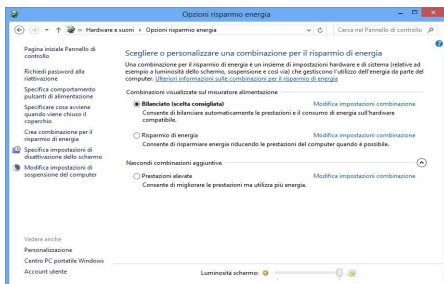 Opzioni risparmio energia
« Hardware e suoni › Opzioni risparmio energia
Cerca nel Pannello di controllo
Pagina iniziale Pannello di
controllo
Richiedi password alla
riattivazione
Specifica comportamento
pulsanti di alimentazione
Specificare cosa avviene
quando viene chiuso il
coperchio
Crea combinazione per il
risparmio di energia
Specifica impostazioni di
disattivazione dello schermo
Modifica impostazioni di
sospensione del computer
Vedere anche
Personalizzazione
Centro PC portatile Windows
Account utente
Scegliere o personalizzare una combinazione per il risparmio di energia
Una combinazione per il risparmio di energia è un insieme di impostazioni hardware e di sistema (relative ad
esempio a luminosità dello schermo, sospensione e così via) che gestiscono l'utilizzo dell'energia da parte del
computer. Ulteriori informazioni sulle combinazioni per il risparmio di energia
Combinazioni visualizzate sul misuratore alimentazione
Bilanciato (scelta consigliata) Modifica impostazioni combinazione
Consente di bilanciare automaticamente le prestazioni e il consumo di energia sull'hardware
compatibile.
Risparmio di energia Modifica impostazioni combinazione
Consente di risparmiare energia riducendo le prestazioni del computer quando è possibile.
Nascondi combinazioni aggiuntive
Prestazioni elevate Modifica impostazioni combinazione
Consente di migliorare le prestazioni ma utilizza più energia.
Luminosità schermo: